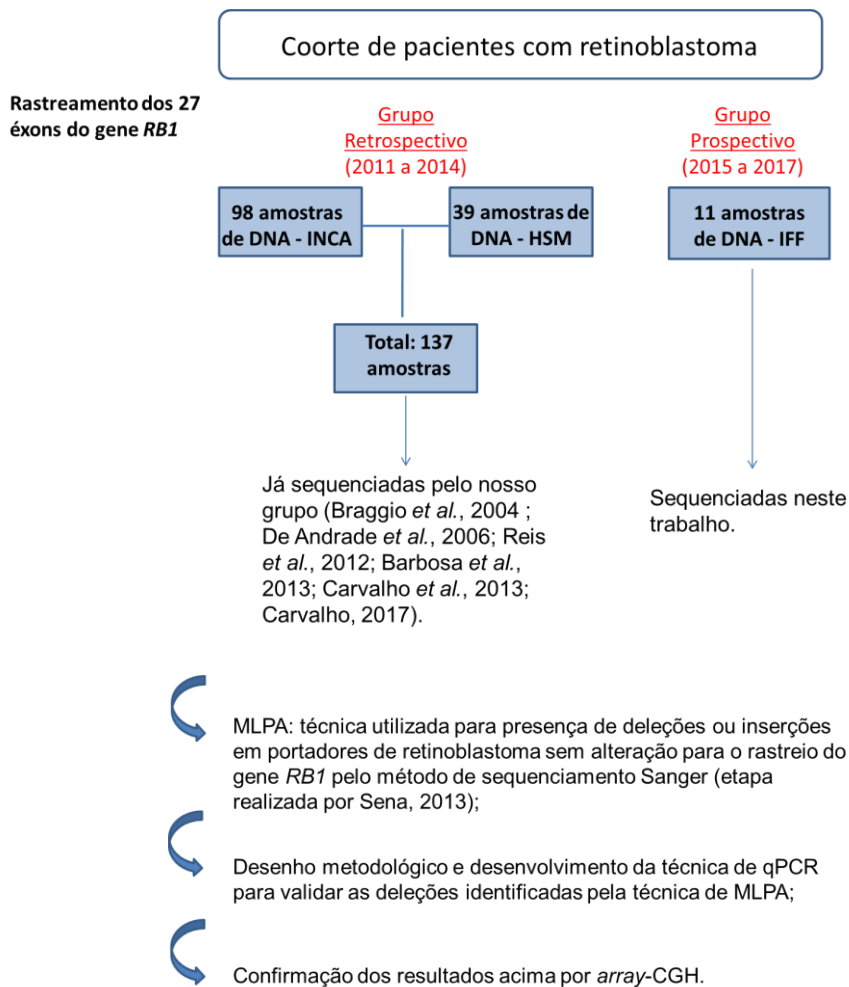 Coorte de pacientes com retinoblastoma
Rastreamento dos 27
éxons do gene RB1
Grupo
Retrospectivo
(2011 a 2014)
Grupo
Prospectivo
(2015 a 2017)
98 amostras
de DNA - INCA
39 amostras de
DNA - HSM
11 amostras
de DNA - IFF
Total: 137
amostras
Já sequenciadas pelo nosso
grupo (Braggio et al., 2004 ;
De Andrade et al., 2006; Reis
et al., 2012; Barbosa et al.,
2013; Carvalho et al., 2013;
Carvalho, 2017).
Sequenciadas neste
trabalho.
MLPA: técnica utilizada para presença de deleções ou inserções
em portadores de retinoblastoma sem alteração para o rastreio do
gene RB1 pelo método de sequenciamento Sanger (etapa
realizada por Sena, 2013);
Desenho metodológico e desenvolvimento da técnica de qPCR
para validar as deleções identificadas pela técnica de MLPA;
Confirmação dos resultados acima por array-CGH.